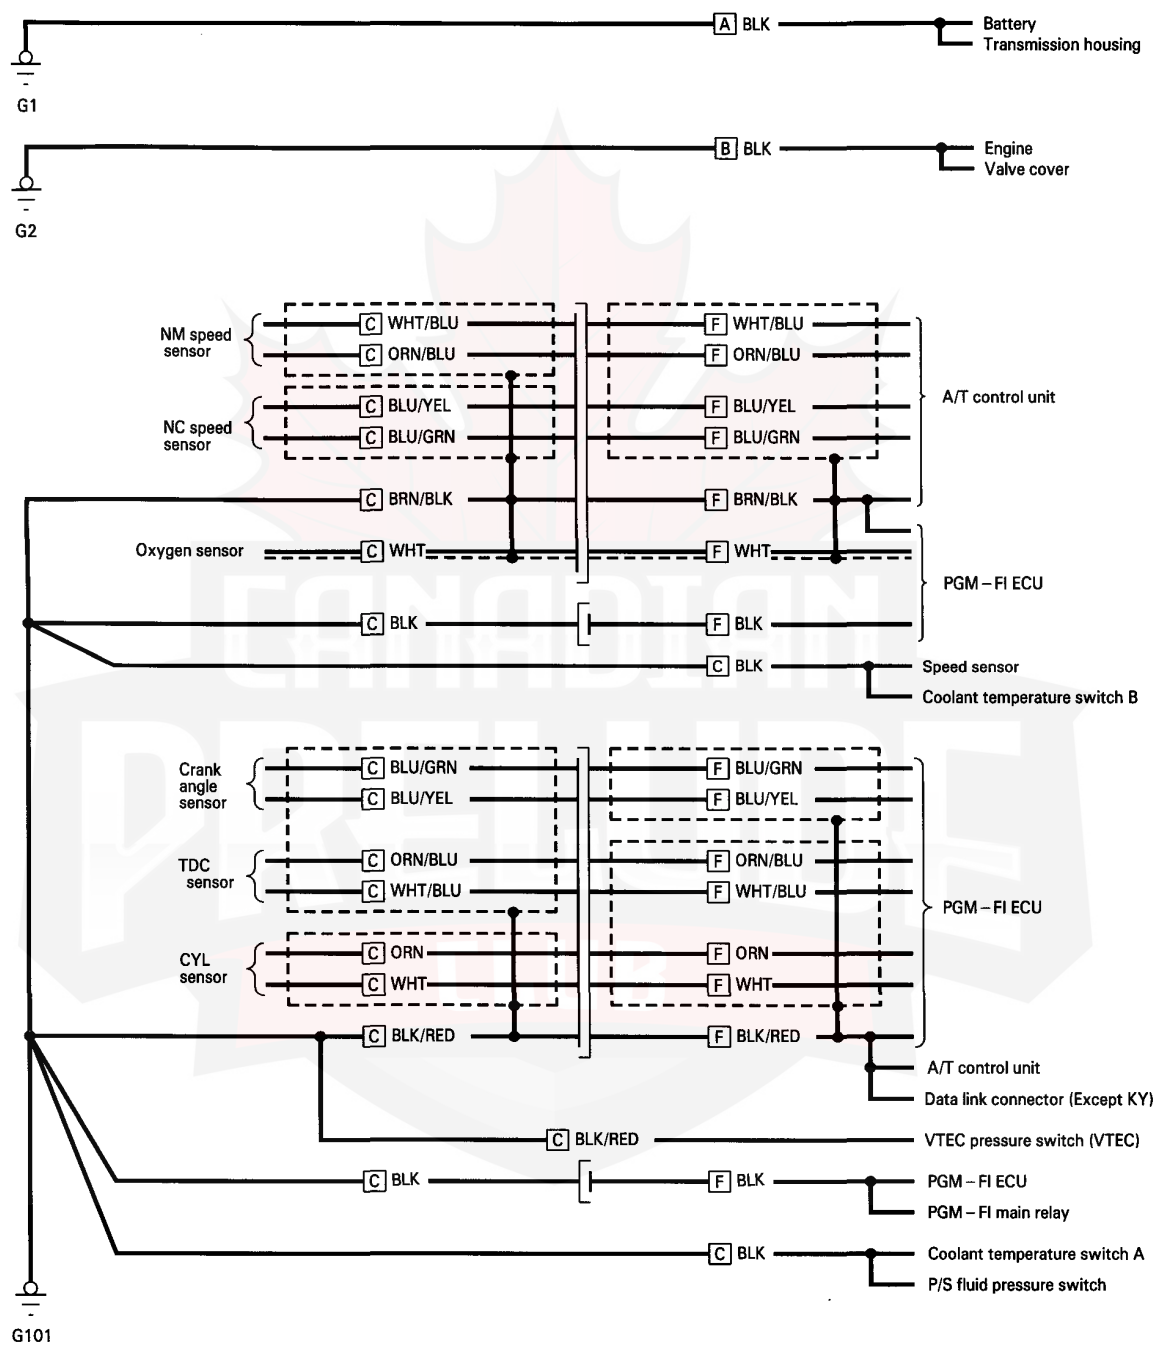 A BLK Battery
Transmission housing
G1
B BLK Engine
Valve cover
G2
NM speed
sensor
C WHT/BLU F WHT/BLU
C ORN/BLU F ORN/BLU
A/T control unit
NC speed
sensor
C BLU/YEL F BLU/YEL
C BLU/GRN F BLU/GRN
C BRN/BLK F BRN/BLK
Oxygen sensor C WHT F WHT
PGM – FI ECU
CANADIAN
C BLK F BLK
C BLK Speed sensor
Coolant temperature switch B
PRELUDE
Crank
angle
sensor
C BLU/GRN F BLU/GRN
C BLU/YEL F BLU/YEL
TDC
sensor
C ORN/BLU F ORN/BLU
C WHT/BLU F WHT/BLU
PGM – FI ECU
CLUB
CYL
sensor
C ORN F ORN
C WHT F WHT
C BLK/RED F BLK/RED
A/T control unit
Data link connector (Except KY)
C BLK/RED VTEC pressure switch (VTEC)
C BLK F BLK PGM – FI ECU
PGM – FI main relay
C BLK Coolant temperature switch A
P/S fluid pressure switch
G101